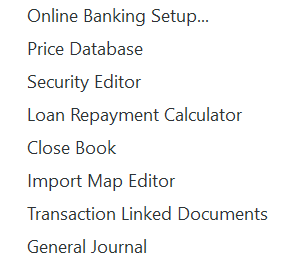 Online Banking Setup...
Price Database
Security Editor
Loan Repayment Calculator
Close Book
Import Map Editor
Transaction Linked Documents
General Journal